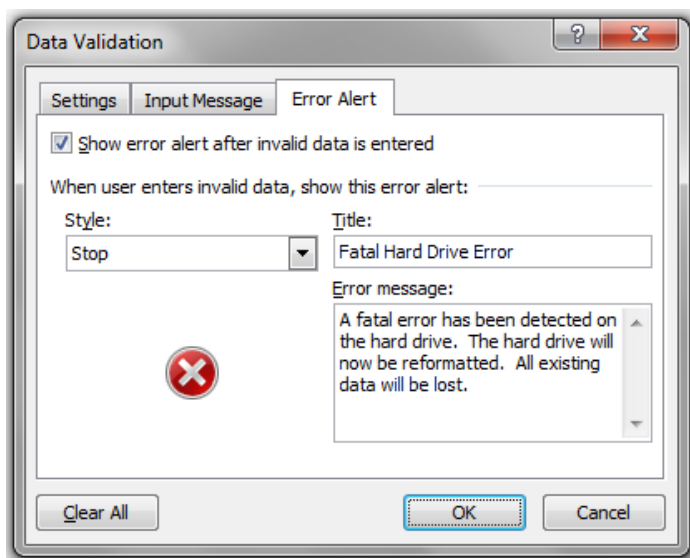 Data Validation
Settings
Input Message
Error Alert
Show error alert after invalid data is entered
When user enters invalid data, show this error alert:
Style:
Stop
Title:
Fatal Hard Drive Error
Error message:
A fatal error has been detected on
the hard drive.  The hard drive will
now be reformatted.  All existing
data will be lost.
Clear All
OK
Cancel